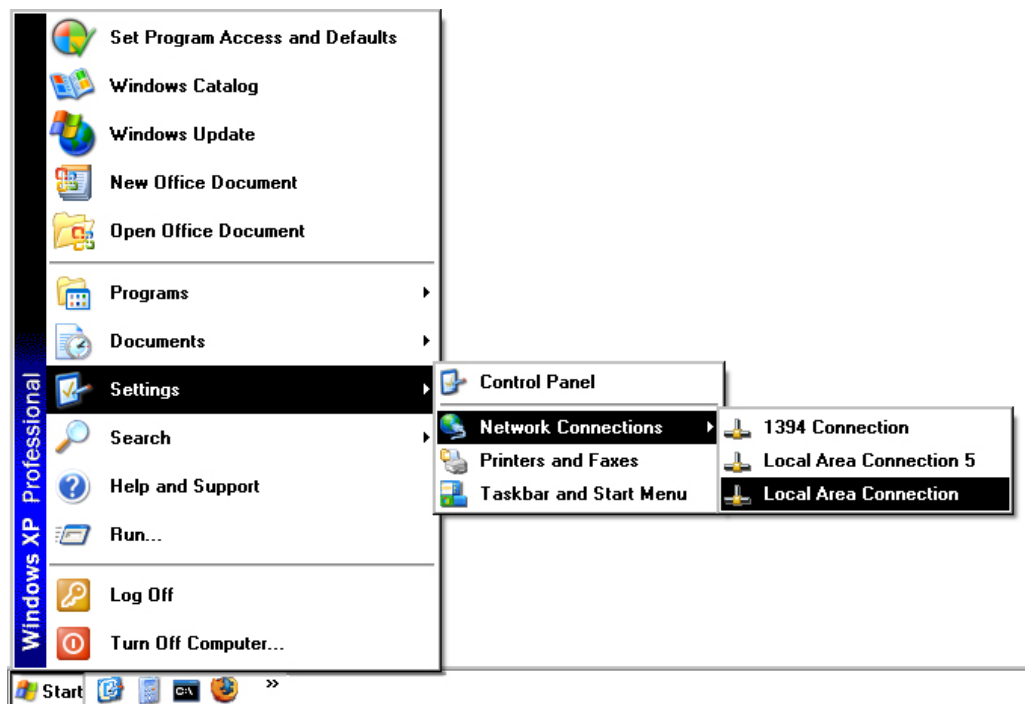 Set Program Access and Defaults
Windows Catalog
Windows Update
New Office Document
Open Office Document
Programs
Documents
Settings
Search
Help and Support
Run...
Log Off
Turn Off Computer...
Windows XP Professional
Control Panel
Network Connections
Printers and Faxes
Taskbar and Start Menu
1394 Connection
Local Area Connection 5
Local Area Connection
Start
C:\
»